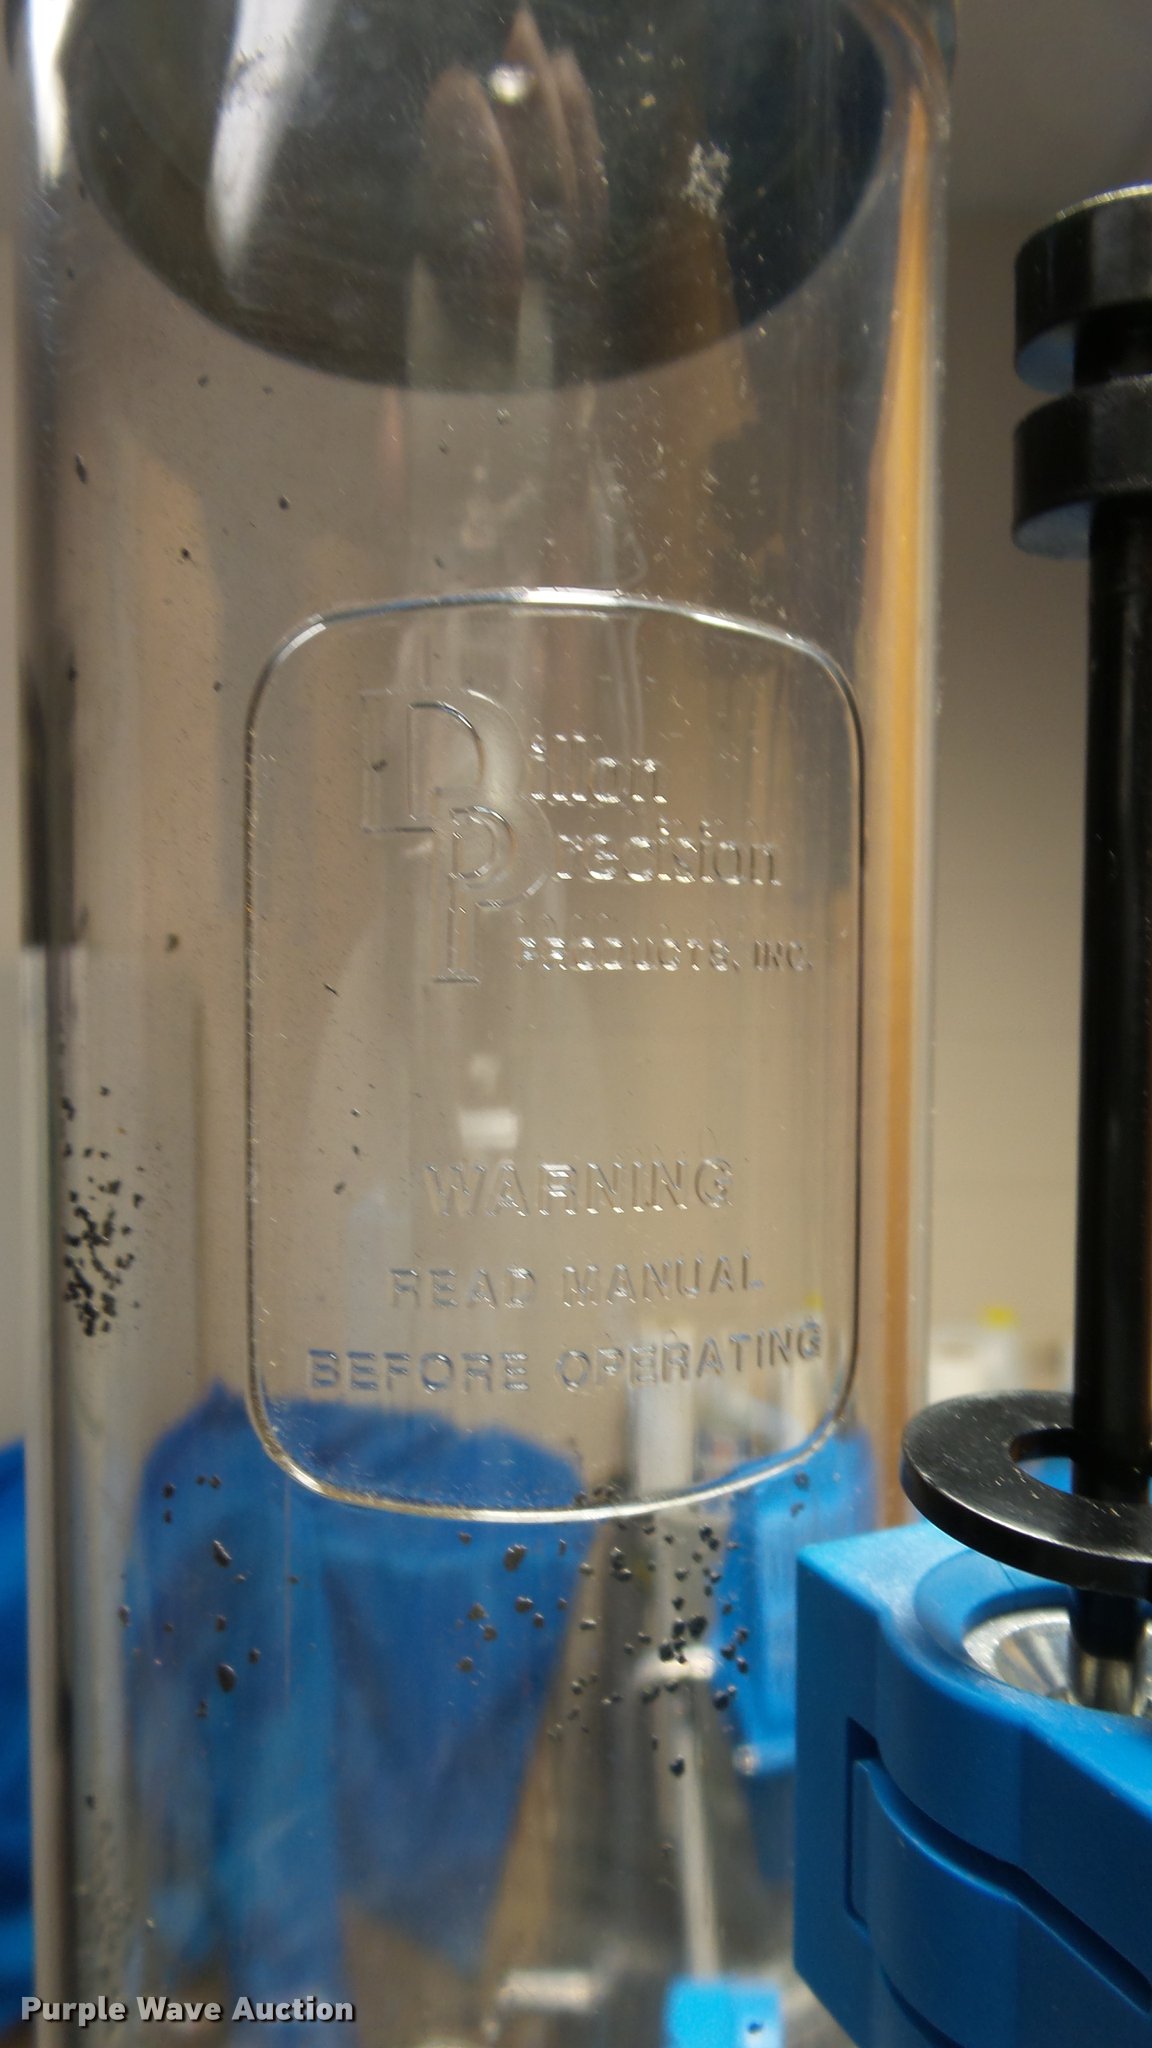 Dillon
Precision
PRODUCTS, INC.
WARNING
READ MANUAL
BEFORE OPERATING
Purple Wave Auction